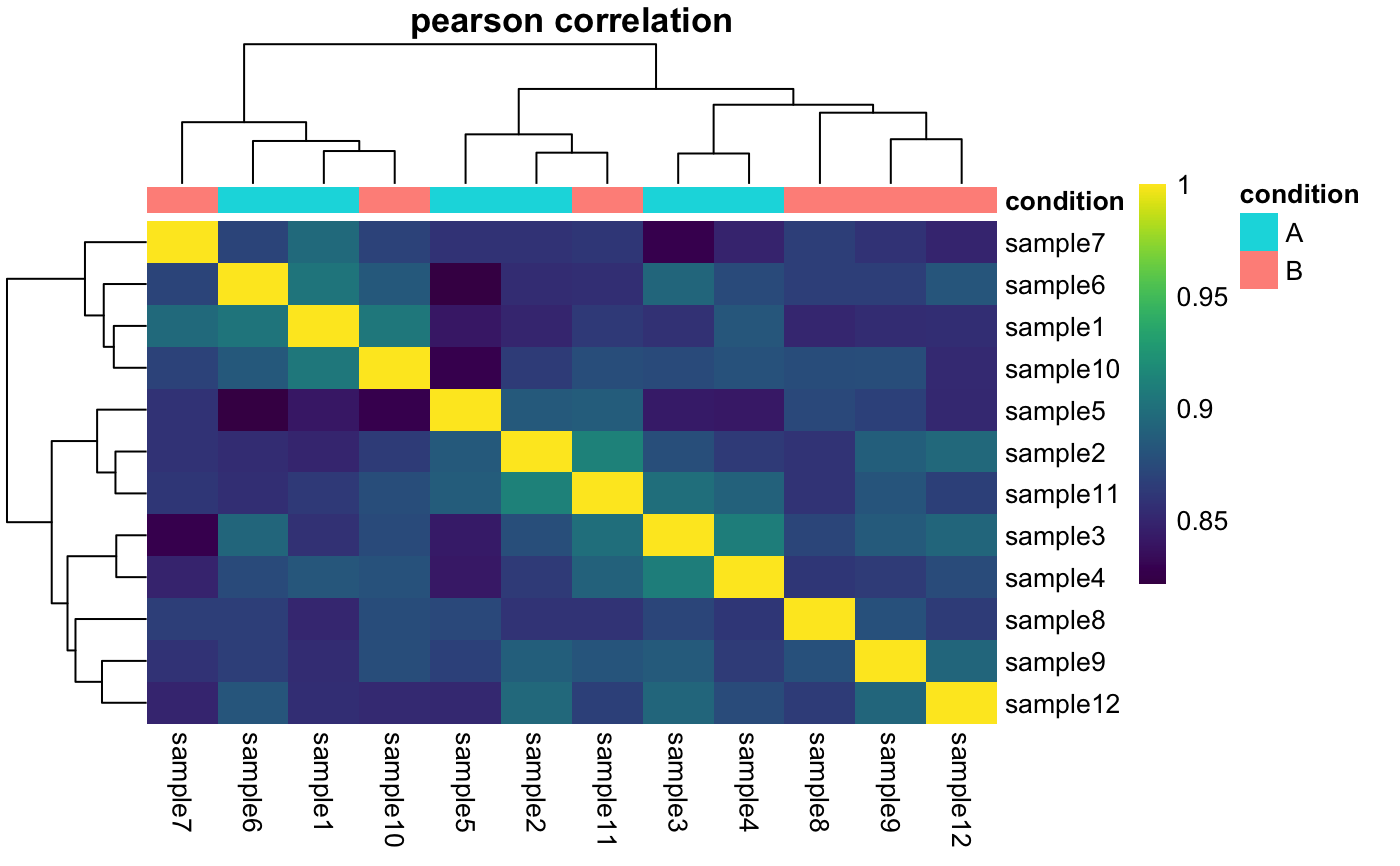 pearson correlation
condition
sample7
sample6
sample1
sample10
sample5
sample2
sample11
sample3
sample4
sample8
sample9
sample12
sample7
sample6
sample1
sample10
sample5
sample2
sample11
sample3
sample4
sample8
sample9
sample12
1
0.95
0.9
0.85
condition
A
B